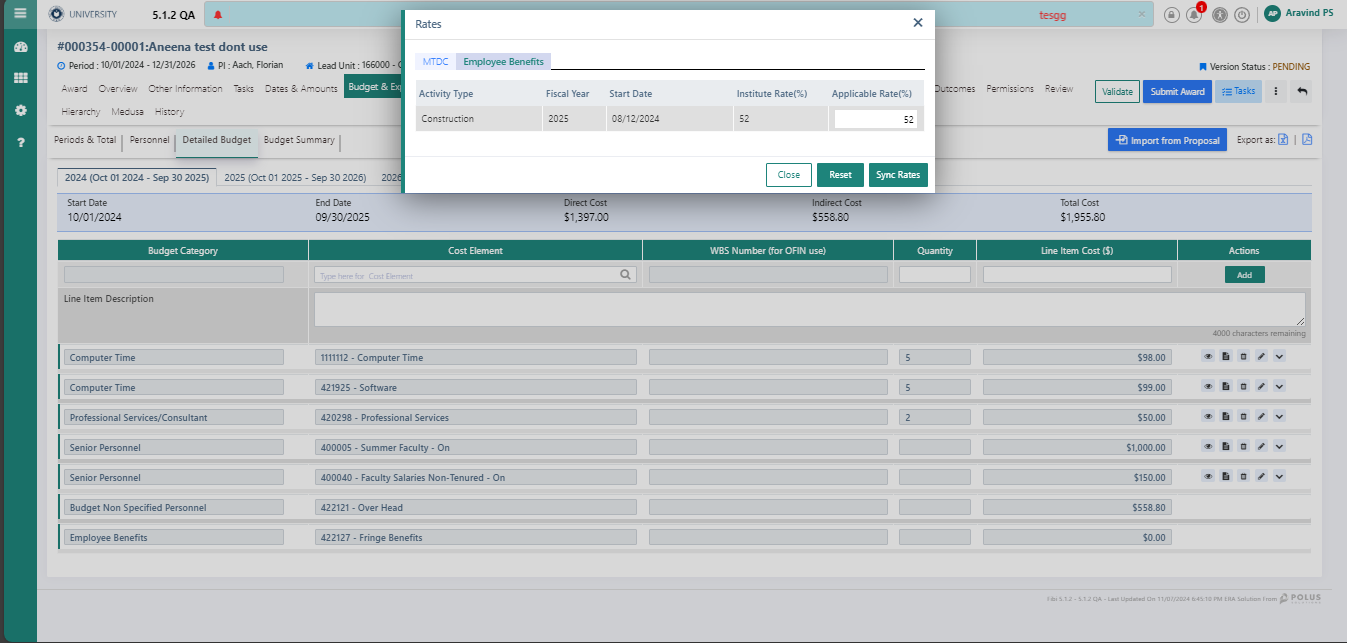 UNIVERSITY
5.1.2 QA
tesgg
1
AP
Aravind PS
#000354-00001:Aneena test dont use
Period : 10/01/2024 - 12/31/2026
PI : Aach, Florian
Lead Unit : 166000 -
Version Status : PENDING
Award
Overview
Other Information
Tasks
Dates & Amounts
Budget & Exp
Outcomes
Permissions
Review
Validate
Submit Award
Tasks
Hierarchy
Medusa
History
Rates
MTDC
Employee Benefits
Activity Type
Fiscal Year
Start Date
Institute Rate(%)
Applicable Rate(%)
Construction
2025
08/12/2024
52
52
Close
Reset
Sync Rates
Periods & Total
Personnel
Detailed Budget
Budget Summary
Import from Proposal
Export as:
2024 (Oct 01 2024 - Sep 30 2025)
2025 (Oct 01 2025 - Sep 30 2026)
2026
Start Date
End Date
Direct Cost
Indirect Cost
Total Cost
10/01/2024
09/30/2025
$1,397.00
$558.80
$1,955.80
Budget Category
Cost Element
WBS Number (for OFIN use)
Quantity
Line Item Cost ($)
Actions
Type here for Cost Element
Add
Line Item Description
4000 characters remaining
Computer Time
1111112 - Computer Time
5
$98.00
Computer Time
421925 - Software
5
$99.00
Professional Services/Consultant
420298 - Professional Services
2
$50.00
Senior Personnel
400005 - Summer Faculty - On
$1,000.00
Senior Personnel
400040 - Faculty Salaries Non-Tenured - On
$150.00
Budget Non Specified Personnel
422121 - Over Head
$558.80
Employee Benefits
422127 - Fringe Benefits
$0.00
Fibi 5.1.2 - 5.1.2 QA - Last Updated On 11/03/2024 6:45:10 PM ERA Solution From
POLUS
SOLUTIONS